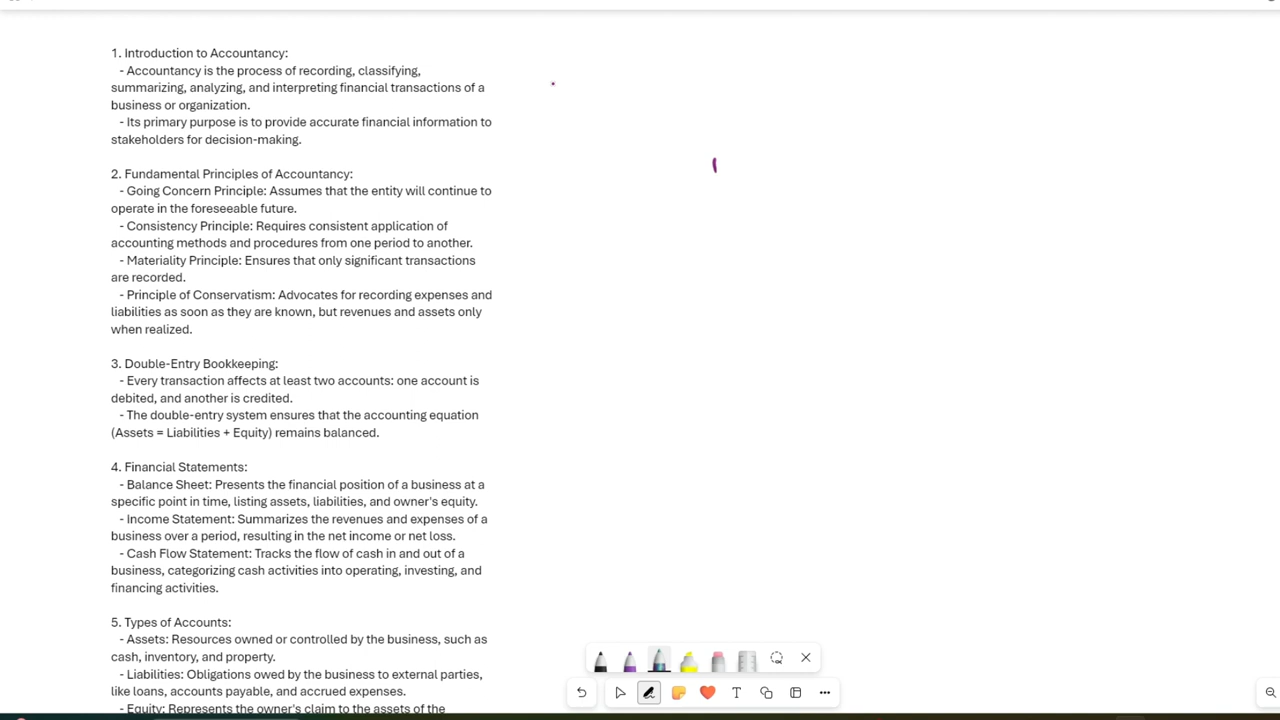 1. Introduction to Accountancy:
- Accountancy is the process of recording, classifying,
summarizing, analyzing, and interpreting financial transactions of a
business or organization.
- Its primary purpose is to provide accurate financial information to
stakeholders for decision-making.
2. Fundamental Principles of Accountancy:
- Going Concern Principle: Assumes that the entity will continue to
operate in the foreseeable future.
- Consistency Principle: Requires consistent application of
accounting methods and procedures from one period to another.
- Materiality Principle: Ensures that only significant transactions
are recorded.
- Principle of Conservatism: Advocates for recording expenses and
liabilities as soon as they are known, but revenues and assets only
when realized.
3. Double-Entry Bookkeeping:
- Every transaction affects at least two accounts: one account is
debited, and another is credited.
- The double-entry system ensures that the accounting equation
(Assets = Liabilities + Equity) remains balanced.
4. Financial Statements:
- Balance Sheet: Presents the financial position of a business at a
specific point in time, listing assets, liabilities, and owner's equity.
- Income Statement: Summarizes the revenues and expenses of a
business over a period, resulting in the net income or net loss.
- Cash Flow Statement: Tracks the flow of cash in and out of a
business, categorizing cash activities into operating, investing, and
financing activities.
5. Types of Accounts:
- Assets: Resources owned or controlled by the business, such as
cash, inventory, and property.
- Liabilities: Obligations owed by the business to external parties,
like loans, accounts payable, and accrued expenses.
- Equity: Represents the owner's claim to the assets of the